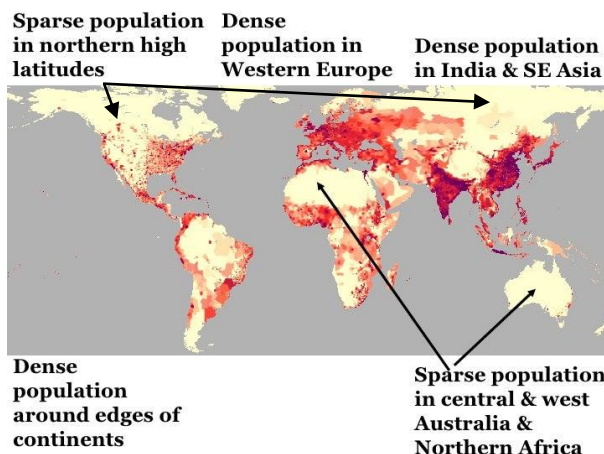 Sparse population
in northern high
latitudes
Dense
population in
Western Europe
Dense population
in India & SE Asia
Dense
population
around edges of
continents
Sparse population
in central & west
Australia &
Northern Africa